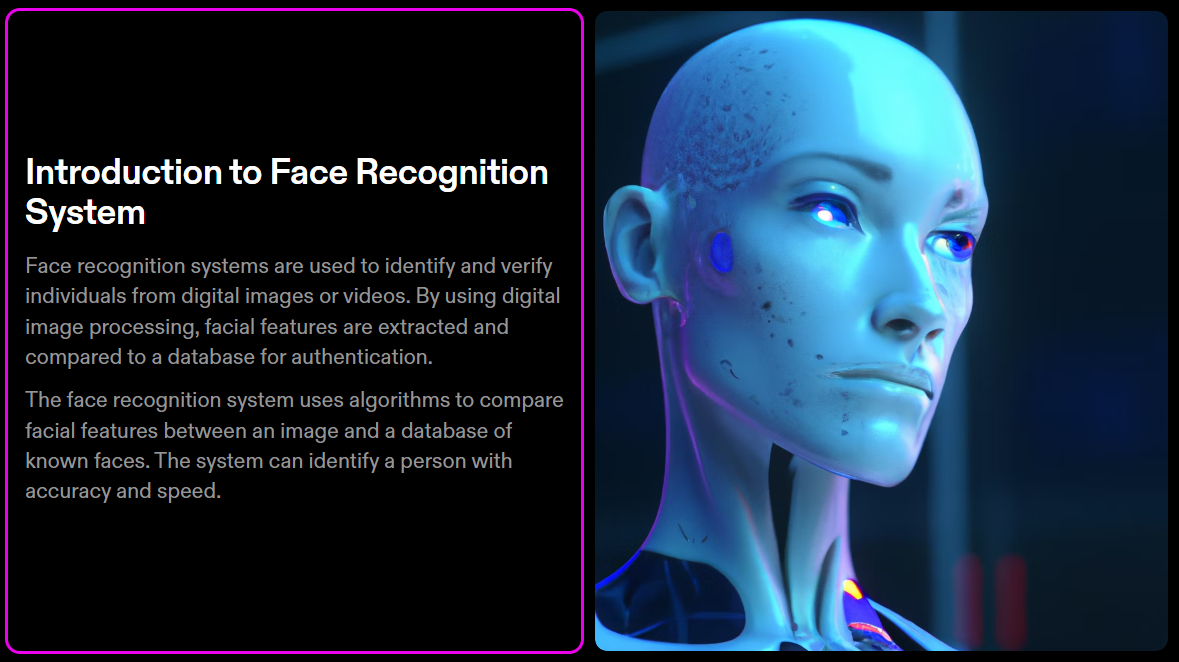 Introduction to Face Recognition
System
Face recognition systems are used to identify and verify
individuals from digital images or videos. By using digital
image processing, facial features are extracted and
compared to a database for authentication.
The face recognition system uses algorithms to compare
facial features between an image and a database of
known faces. The system can identify a person with
accuracy and speed.